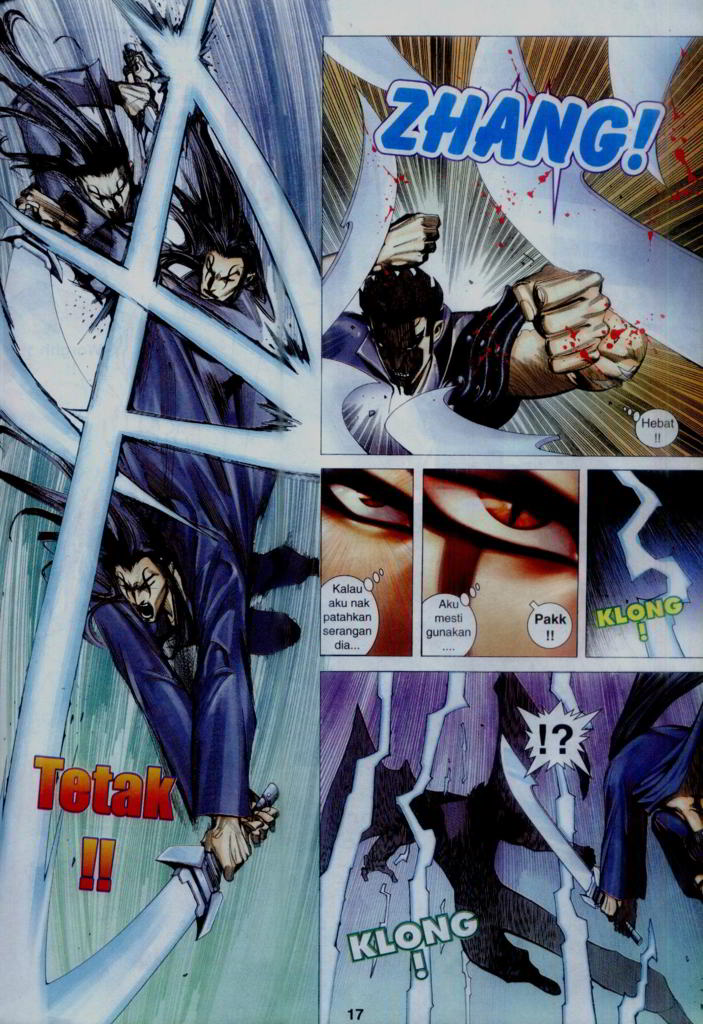 Tetak
!!
ZHANG!
Hebat
!!
Kalau
aku nak
patahkan
serangan
dia...
Aku
mesti
gunakan
....
Pakk
!!
KLONG
!
!?
KLONG
!
17